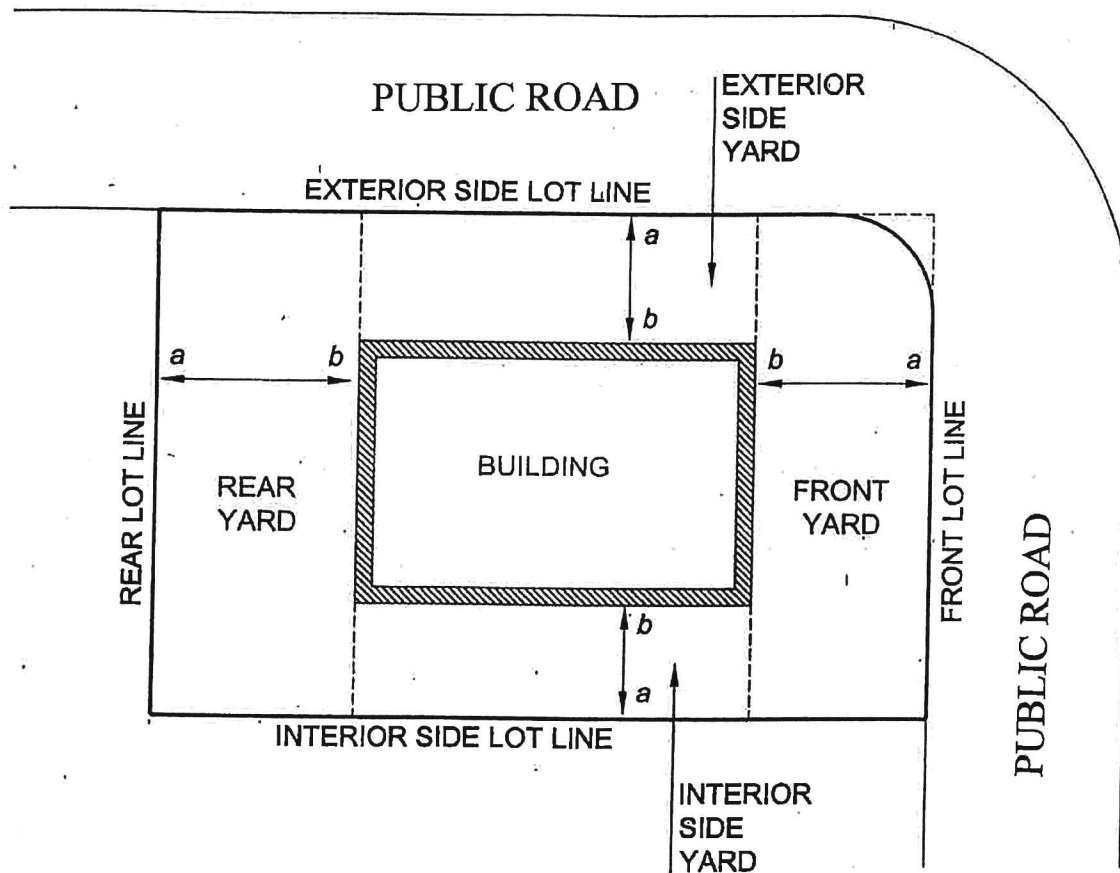 PUBLIC ROAD
EXTERIOR
SIDE
YARD
EXTERIOR SIDE LOT LINE
a
b
a
b
b
a
REAR LOT LINE
REAR
YARD
BUILDING
FRONT
YARD
FRONT LOT LINE
PUBLIC ROAD
b
a
INTERIOR SIDE LOT LINE
INTERIOR
SIDE
YARD